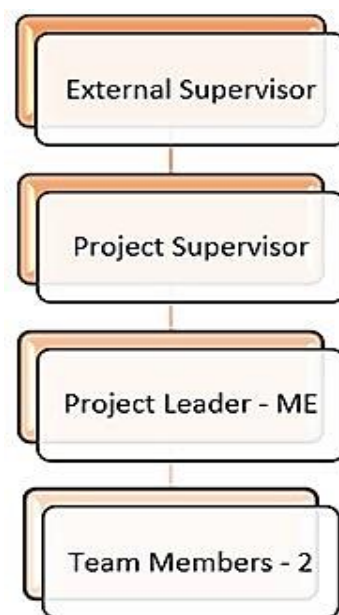 External Supervisor
Project Supervisor
Project Leader - ME
Team Members - 2